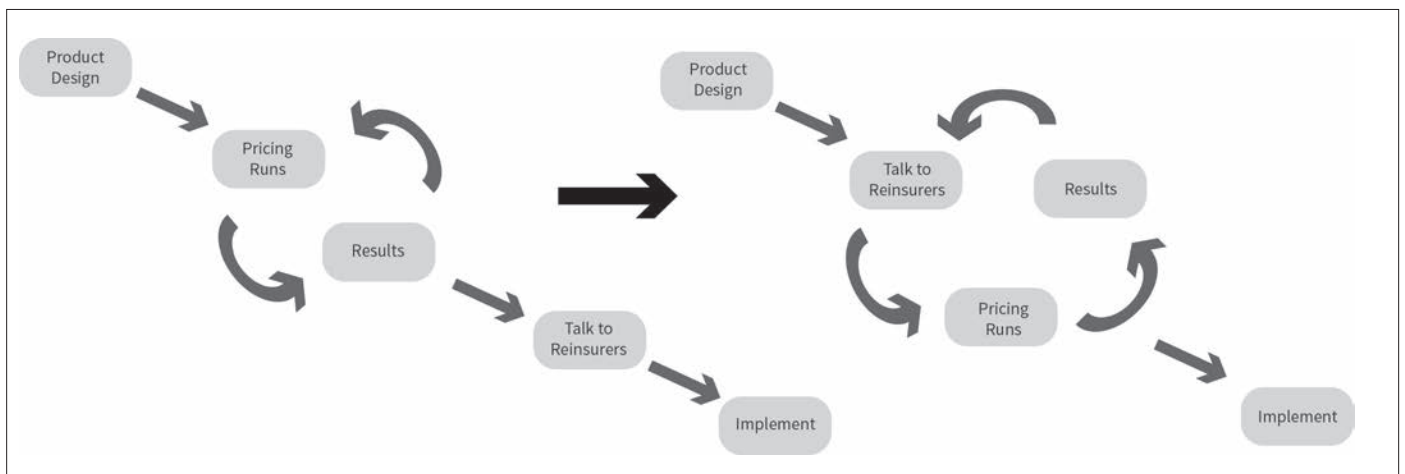 Product
Design
Pricing
Runs
Results
Talk to
Reinsurers
Implement
Product
Design
Talk to
Reinsurers
Results
Pricing
Runs
Implement